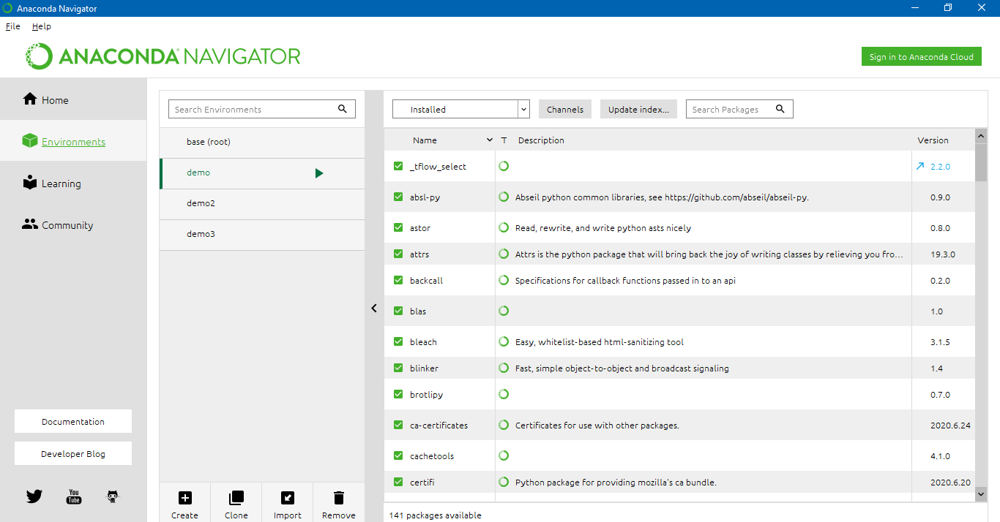 Anaconda Navigator
File Help
ANACONDA NAVIGATOR
Sign in to Anaconda Cloud
Home
Environments
Learning
Community
Documentation
Developer Blog
You
Tube
Search Environments
base (root)
demo
demo2
demo3
Create Clone Import Remove
Installed Channels Update index... Search Packages
Name T Description Version
_tflow_select 2.2.0
absl-py Abseil python common libraries, see https://github.com/abseil/abseil-py. 0.9.0
astor Read, rewrite, and write python asts nicely 0.8.0
attrs Attrs is the python package that will bring back the joy of writing classes by relieving you fro... 19.3.0
backcall Specifications for callback functions passed in to an api 0.2.0
blas 1.0
bleach Easy, whitelist-based html-sanitizing tool 3.1.5
blinker Fast, simple object-to-object and broadcast signaling 1.4
brotlipy 0.7.0
ca-certificates Certificates for use with other packages. 2020.6.24
cachetools 4.1.0
certifi Python package for providing mozilla's ca bundle. 2020.6.20
141 packages available